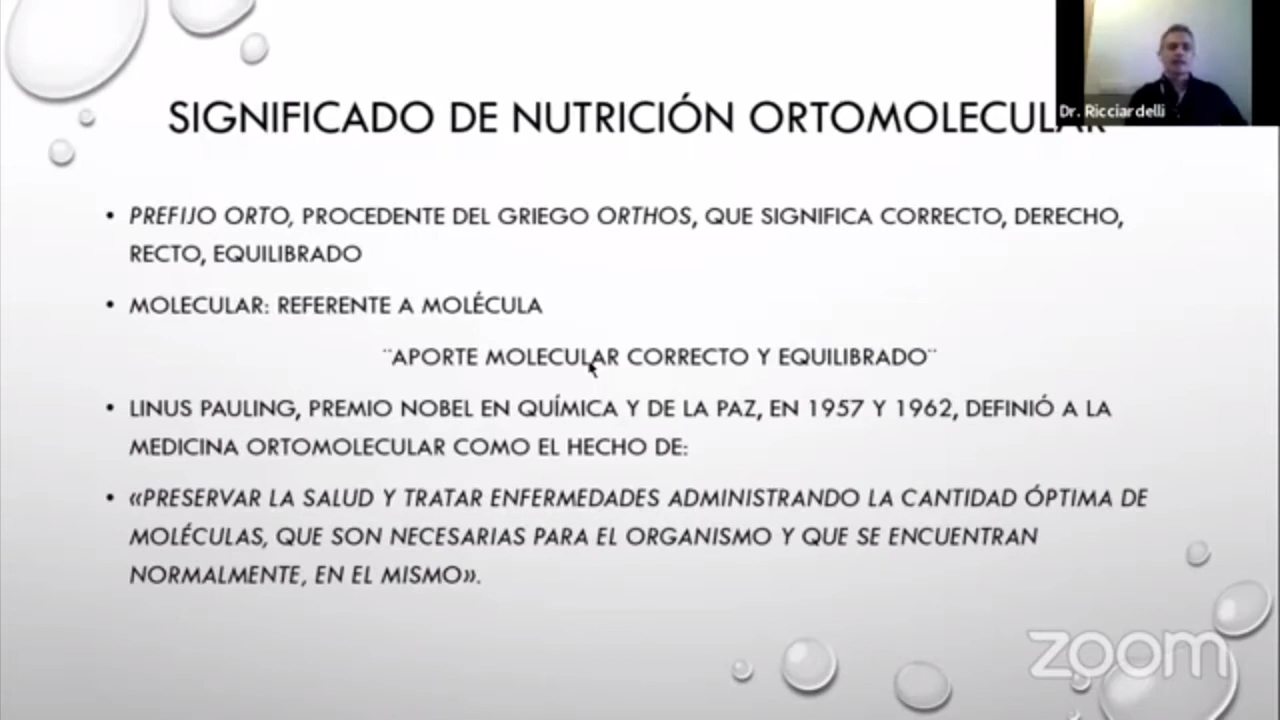 Dr. Ricciardelli
SIGNIFICADO DE NUTRICIÓN ORTOMOLECULAR
• PREFIJO ORTO, PROCEDENTE DEL GRIEGO ORTHOS, QUE SIGNIFICA CORRECTO, DERECHO,
RECTO, EQUILIBRADO
• MOLECULAR: REFERENTE A MOLÉCULA
¨APORTE MOLECULAR CORRECTO Y EQUILIBRADO¨
• LINUS PAULING, PREMIO NOBEL EN QUÍMICA Y DE LA PAZ, EN 1957 Y 1962, DEFINIÓ A LA
MEDICINA ORTOMOLECULAR COMO EL HECHO DE:
• «PRESERVAR LA SALUD Y TRATAR ENFERMEDADES ADMINISTRANDO LA CANTIDAD ÓPTIMA DE
MOLÉCULAS, QUE SON NECESARIAS PARA EL ORGANISMO Y QUE SE ENCUENTRAN
NORMALMENTE, EN EL MISMO».
zoom